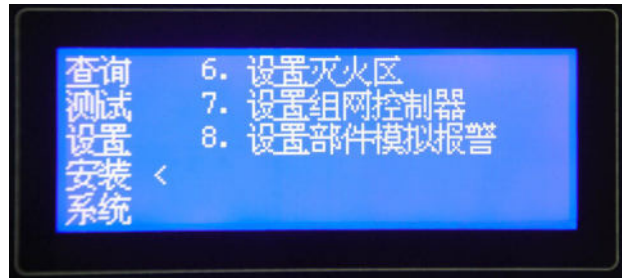 查询 6. 设置灭火区
测试 7. 设置组网控制器
设置 8. 设置部件模拟报警
安装 <
系统